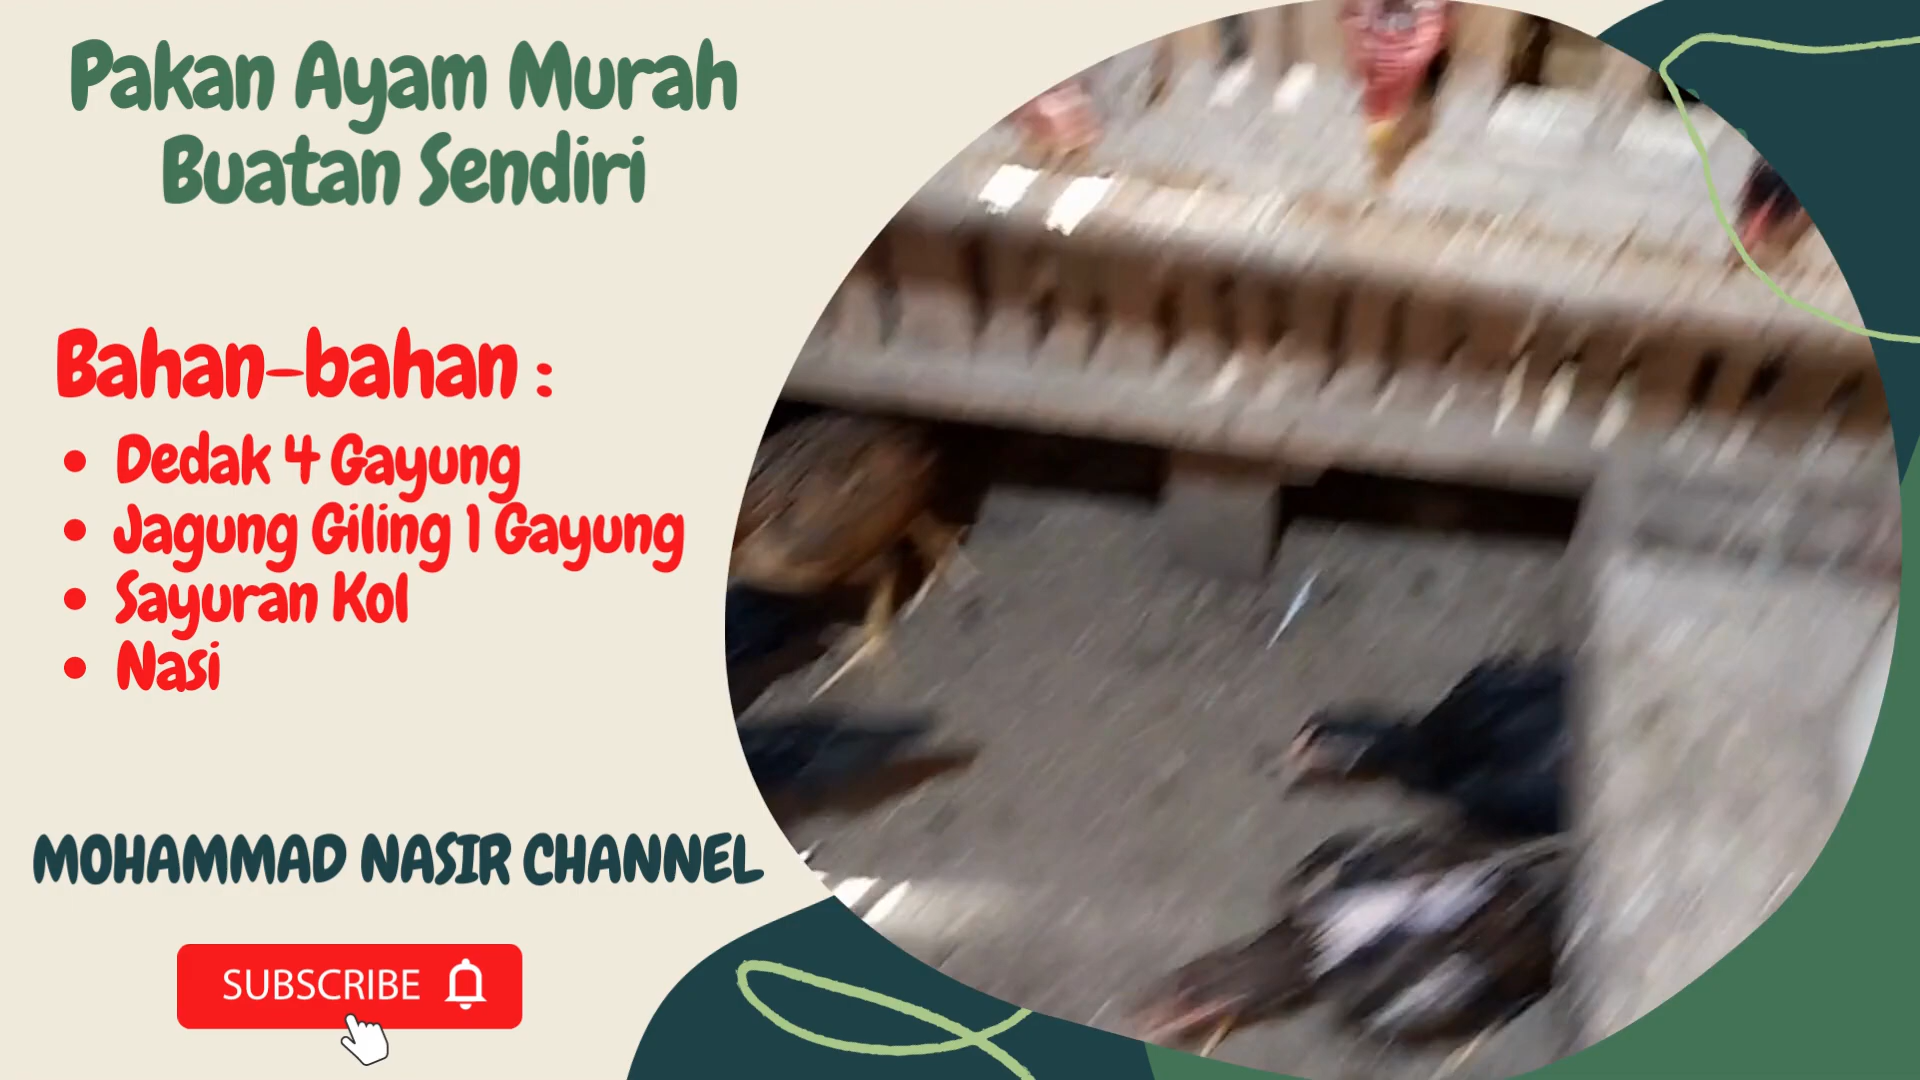 Pakan Ayam Murah
Buatan Sendiri
Bahan-bahan :
• Dedak 4 Gayung
• Jagung Giling 1 Gayung
• Sayuran Kol
• Nasi
MOHAMMAD NASIR CHANNEL
SUBSCRIBE